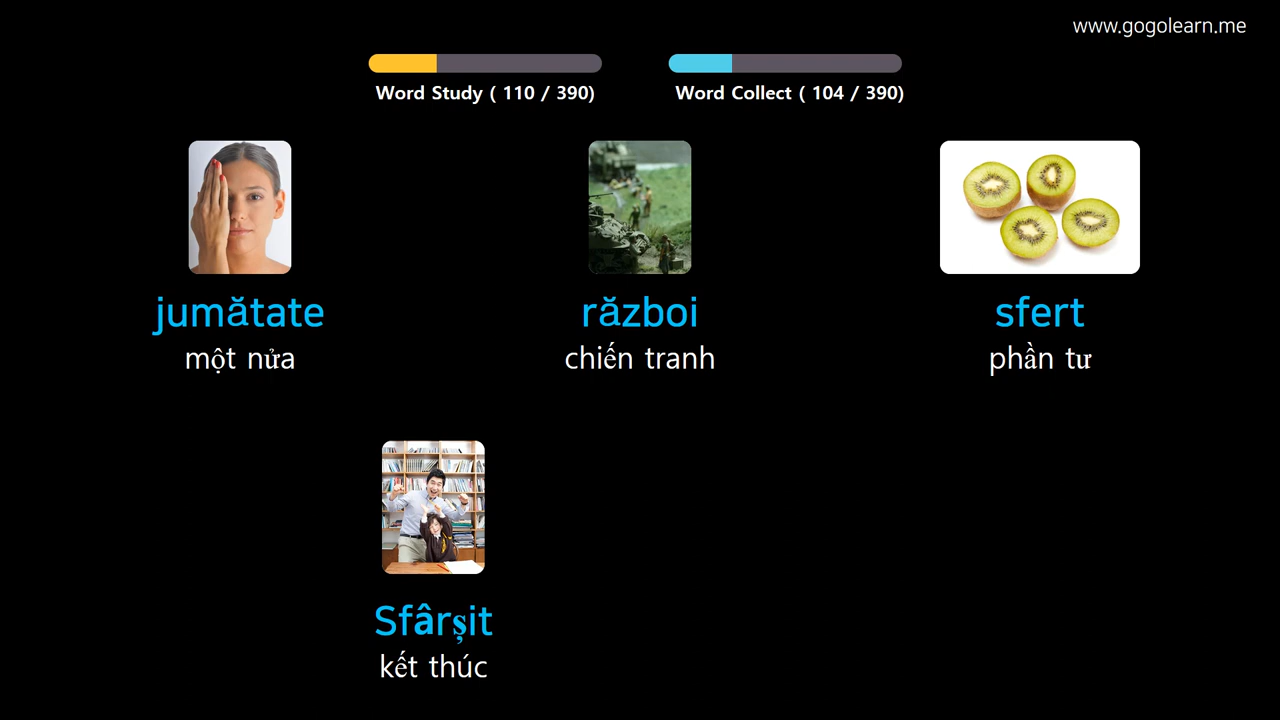 www.gogolearn.me
Word Study ( 110 / 390)
Word Collect ( 104 / 390)
jumătate
război
sfert
một nửa
chiến tranh
phần tư
Sfârșit
kết thúc